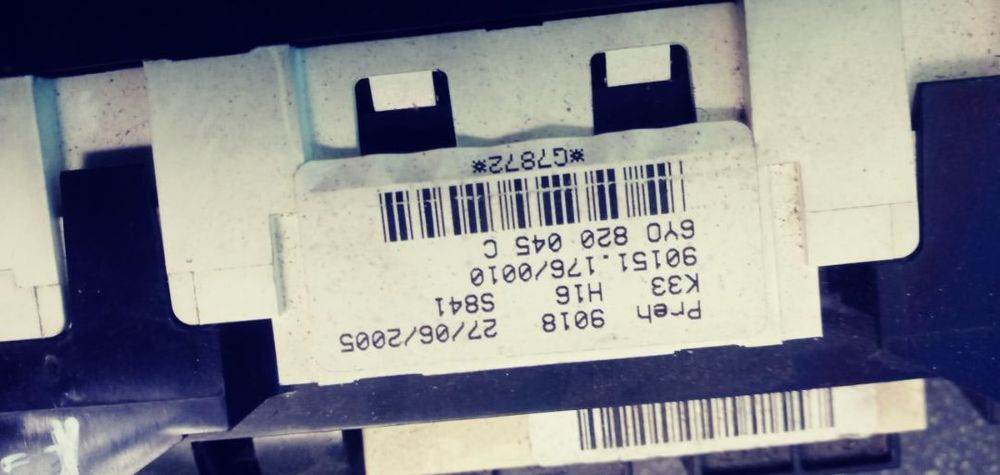 Preh 9018 27/06/2005
K33 H16 S841
90151.176/0010
6Y0 820 045 C
*G7872*